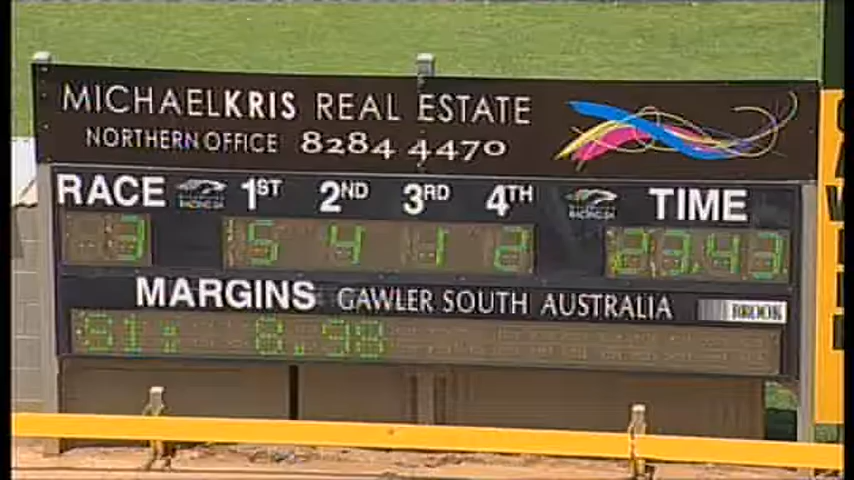 MICHAELKRIS REAL ESTATE
NORTHERN OFFICE 8284 4470
RACE 1ST 2ND 3RD 4TH TIME
3 5 4 1 2 23.43
MARGINS GAWLER SOUTH AUSTRALIA BROOK
S1: 8.98